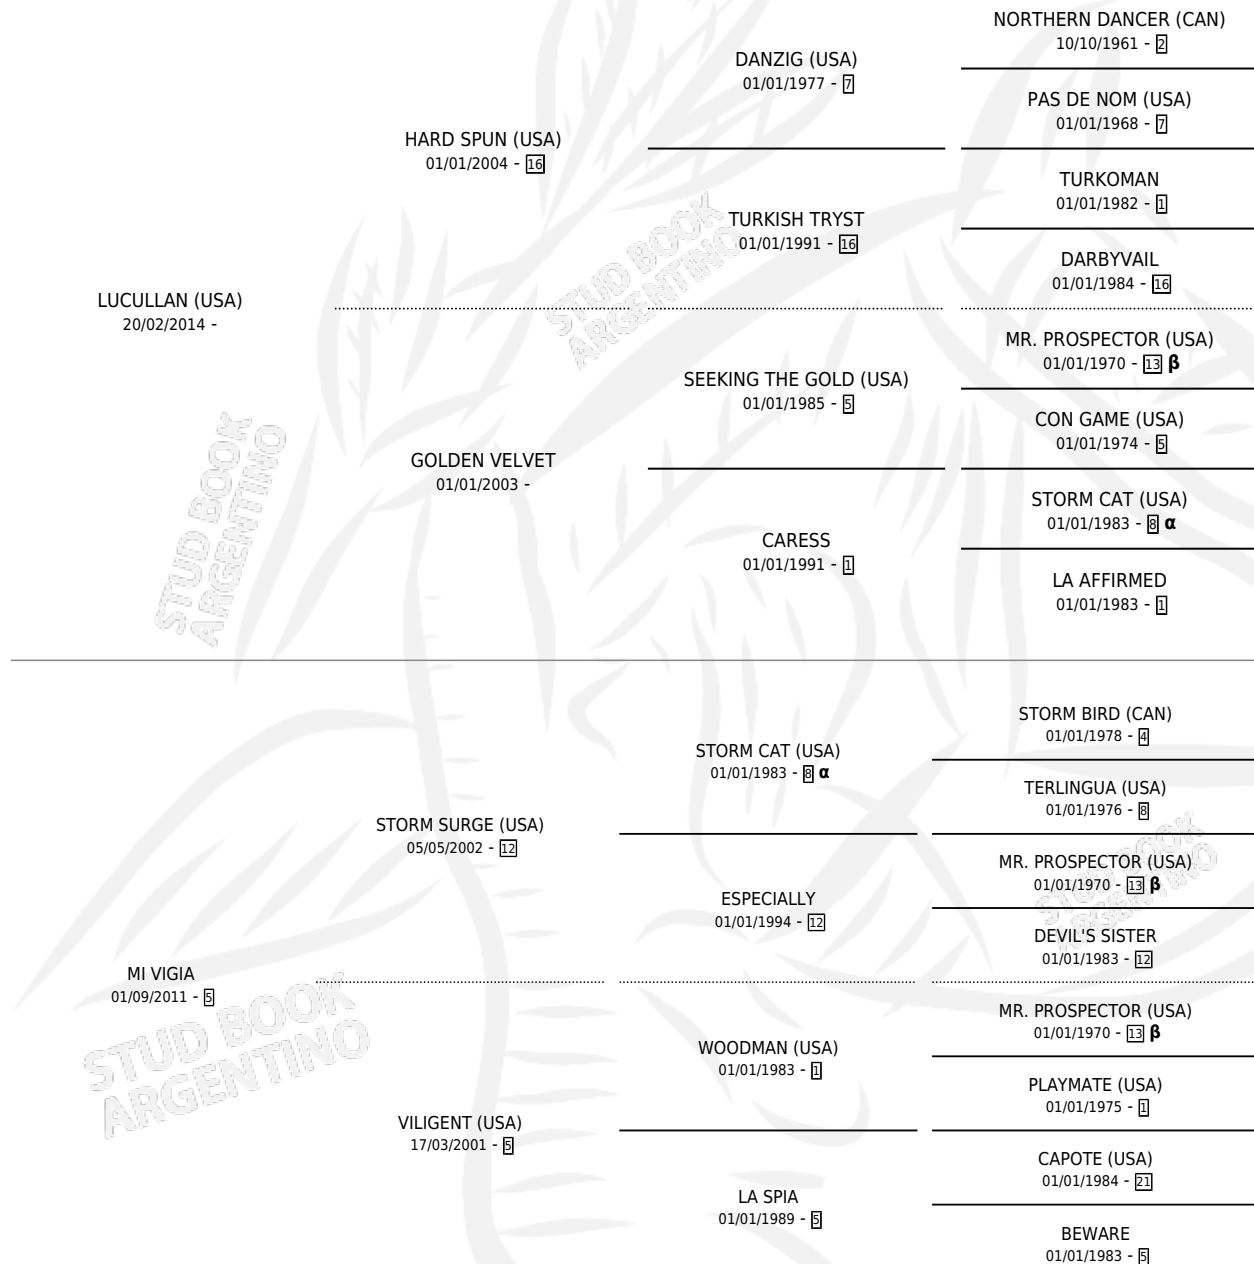 NORTHERN DANCER (CAN)
10/10/1961 - 2
DANZIG (USA)
01/01/1977 - 7
PAS DE NOM (USA)
01/01/1968 - 7
HARD SPUN (USA)
01/01/2004 - 16
TURKOMAN
01/01/1982 - 1
TURKISH TRYST
01/01/1991 - 16
DARBYVAIL
01/01/1984 - 16
LUCULLAN (USA)
20/02/2014 -
MR. PROSPECTOR (USA)
01/01/1970 - 13 β
SEEKING THE GOLD (USA)
01/01/1985 - 5
CON GAME (USA)
01/01/1974 - 5
GOLDEN VELVET
01/01/2003 -
STORM CAT (USA)
01/01/1983 - 8 α
CARESS
01/01/1991 - 1
LA AFFIRMED
01/01/1983 - 1
STORM BIRD (CAN)
01/01/1978 - 4
STORM CAT (USA)
01/01/1983 - 8 α
TERLINGUA (USA)
01/01/1976 - 8
STORM SURGE (USA)
05/05/2002 - 12
MR. PROSPECTOR (USA)
01/01/1970 - 13 β
ESPECIALLY
01/01/1994 - 12
DEVIL'S SISTER
01/01/1983 - 12
MI VIGIA
01/09/2011 - 5
MR. PROSPECTOR (USA)
01/01/1970 - 13 β
WOODMAN (USA)
01/01/1983 - 1
PLAYMATE (USA)
01/01/1975 - 1
VILIGENT (USA)
17/03/2001 - 5
CAPOTE (USA)
01/01/1984 - 21
LA SPIA
01/01/1989 - 5
BEWARE
01/01/1983 - 5
STUD BOOK
ARGENTINO
STUD BOOK
ARGENTINO
STUD BOOK
ARGENTINO
STUD BOOK
ARGENTINO